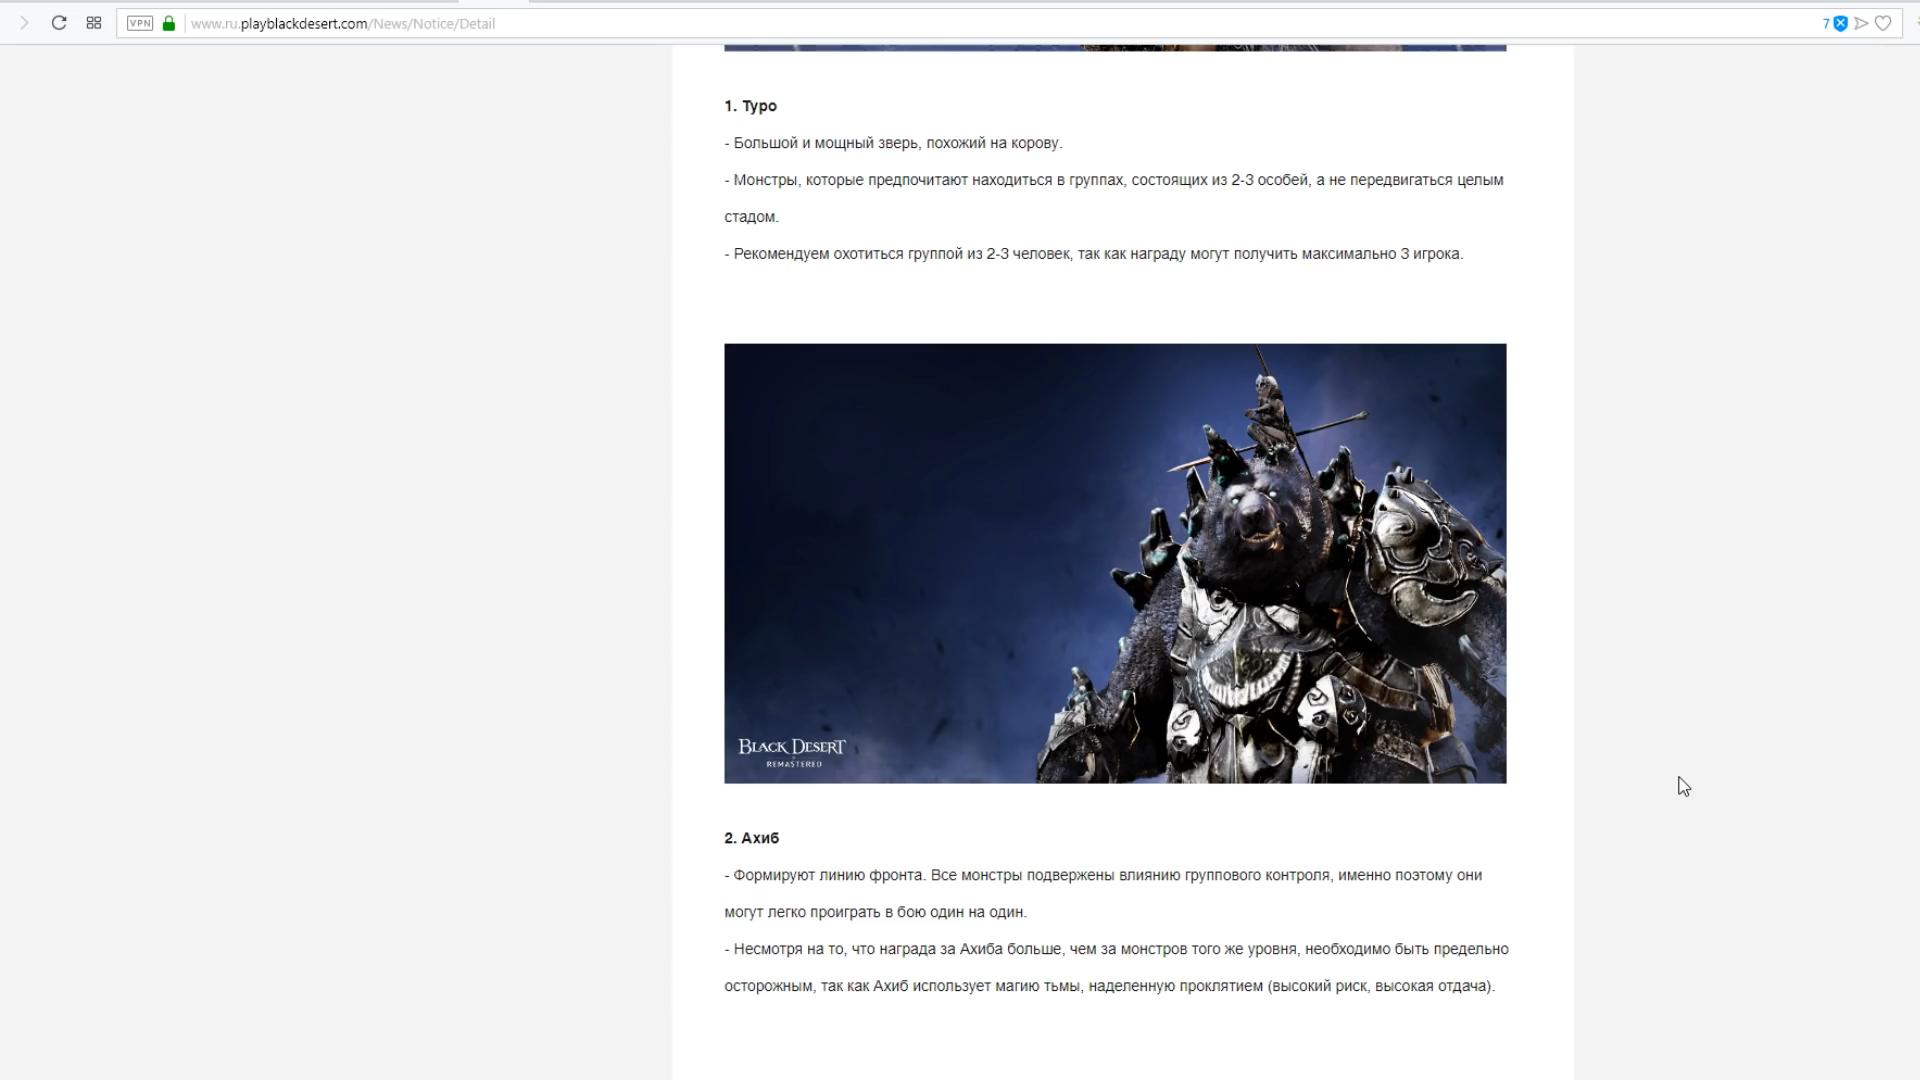 VPN
www.ru.playblackdesert.com/News/Notice/Detail
7
1. Туро
- Большой и мощный зверь, похожий на корову.
- Монстры, которые предпочитают находиться в группах, состоящих из 2-3 особей, а не передвигаться целым
стадом.
- Рекомендуем охотиться группой из 2-3 человек, так как награду могут получить максимально 3 игрока.
BLACK DESERT
REMASTERED
2. Ахиб
- Формируют линию фронта. Все монстры подвержены влиянию группового контроля, именно поэтому они
могут легко проиграть в бою один на один.
- Несмотря на то, что награда за Ахиба больше, чем за монстров того же уровня, необходимо быть предельно
осторожным, так как Ахиб использует магию тьмы, наделенную проклятием (высокий риск, высокая отдача).